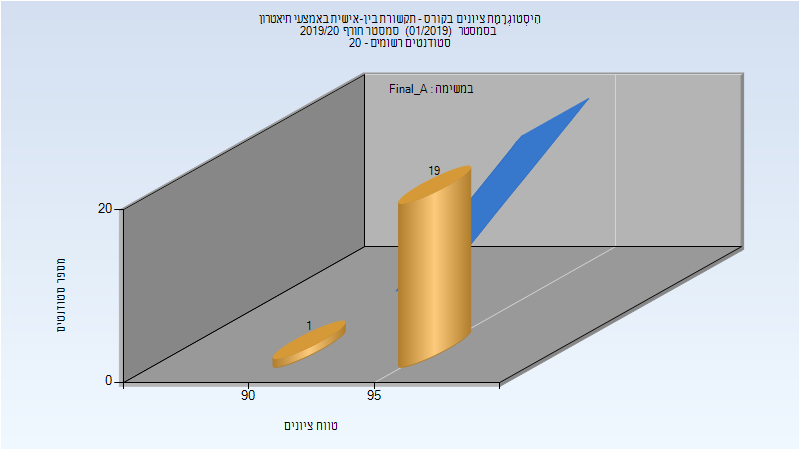 היסטוגרמת ציונים בקורס - תקשורת בין-אישית באמצעי תיאטרון
בסמסטר (01/2019) סמסטר חורף 2019/20
סטודנטים רשומים - 20
במשימה : Final_A
19
20
מספר סטודנטים
1
0
90
95
טווח ציונים